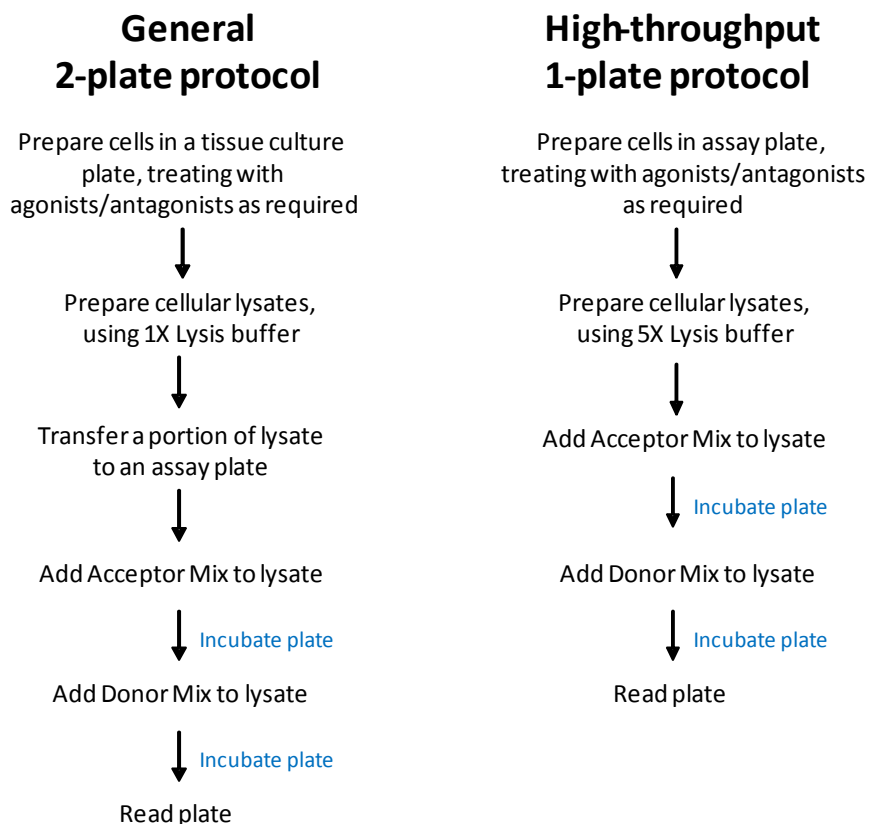 General
2-plate protocol
Prepare cells in a tissue culture
plate, treating with
agonists/antagonists as required
Prepare cellular lysates,
using 1X Lysis buffer
Transfer a portion of lysate
to an assay plate
Add Acceptor Mix to lysate
Incubate plate
Add Donor Mix to lysate
Incubate plate
Read plate
High-throughput
1-plate protocol
Prepare cells in assay plate,
treating with agonists/antagonists
as required
Prepare cellular lysates,
using 5X Lysis buffer
Add Acceptor Mix to lysate
Incubate plate
Add Donor Mix to lysate
Incubate plate
Read plate